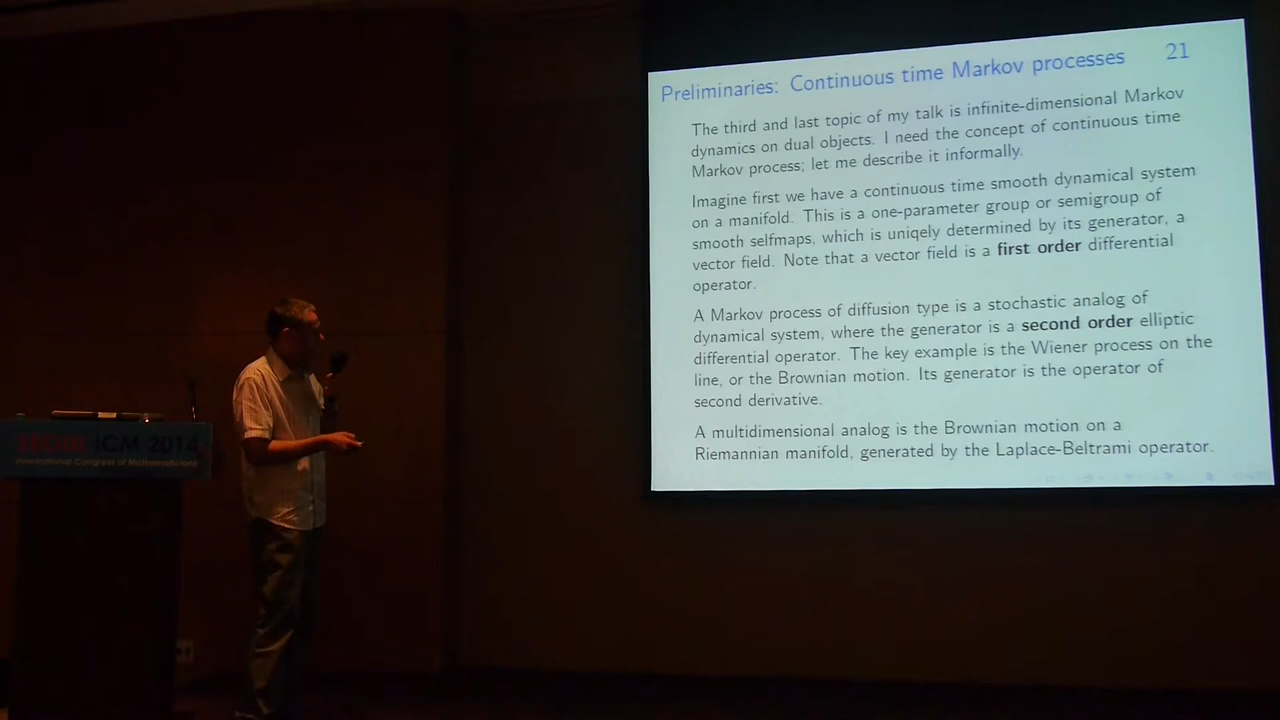 Preliminaries: Continuous time Markov processes 21
The third and last topic of my talk is infinite-dimensional Markov
dynamics on dual objects. I need the concept of continuous time
Markov process; let me describe it informally.
Imagine first we have a continuous time smooth dynamical system
on a manifold. This is a one-parameter group or semigroup of
smooth selfmaps, which is uniqely determined by its generator, a
vector field. Note that a vector field is a first order differential
operator.
A Markov process of diffusion type is a stochastic analog of
dynamical system, where the generator is a second order elliptic
differential operator. The key example is the Wiener process on the
line, or the Brownian motion. Its generator is the operator of
second derivative.
A multidimensional analog is the Brownian motion on a
Riemannian manifold, generated by the Laplace-Beltrami operator.
SEOUL ICM 2014
International Congress of Mathematicians